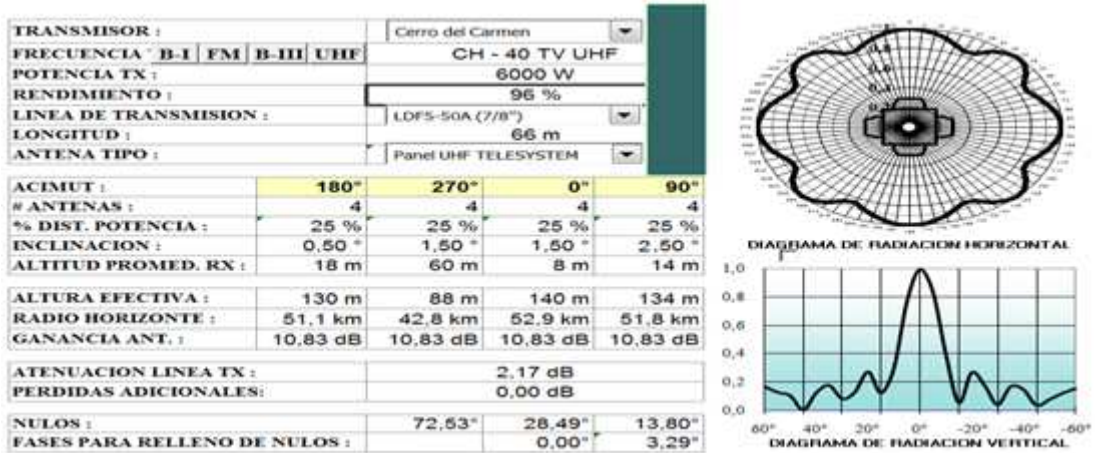 TRANSMISOR : Cerro del Carmen
FRECUENCIA B-I FM B-III UHF CH - 40 TV UHF
POTENCIA TX : 6000 W
RENDIMIENTO : 96 %
LINEA DE TRANSMISION : LDF5-50A (7/8")
LONGITUD : 66 m
ANTENA TIPO : Panel UHF TELESYSTEM
ACIMUT : 180° 270° 0° 90°
# ANTENAS : 4 4 4 4
% DIST. POTENCIA : 25 % 25 % 25 % 25 %
INCLINACION : 0,50 ° 1,50 ° 1,50 ° 2,50 °
ALTITUD PROMED. RX : 18 m 60 m 8 m 14 m
ALTURA EFECTIVA : 130 m 88 m 140 m 134 m
RADIO HORIZONTE : 51,1 km 42,8 km 52,9 km 51,8 km
GANANCIA ANT. : 10,83 dB 10,83 dB 10,83 dB 10,83 dB
ATENUACION LINEA TX : 2,17 dB
PERDIDAS ADICIONALES: 0,00 dB
NULOS : 72,53° 28,49° 13,80°
FASES PARA RELLENO DE NULOS : 0,00° 3,29°
DIAGRAMA DE RADIACION HORIZONTAL
1,0
0,8
0,6
0,4
0,2
0,0
60° 40° 20° 0° -20° -40° -60°
DIAGRAMA DE RADIACION VERTICAL